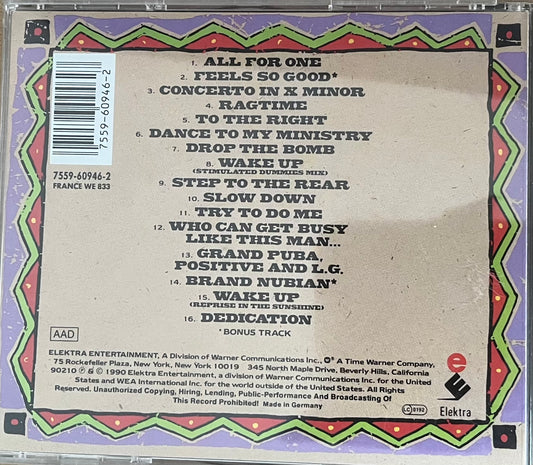 7559-60946-2
7559-60946-2
FRANCE WE 833
1. ALL FOR ONE
2. FEELS SO GOOD*
3. CONCERTO IN X MINOR
4. RAGTIME
5. TO THE RIGHT
6. DANCE TO MY MINISTRY
7. DROP THE BOMB
8. WAKE UP
(STIMULATED DUMMIES MIX)
9. STEP TO THE REAR
10. SLOW DOWN
11. TRY TO DO ME
12. WHO CAN GET BUSY
LIKE THIS MAN...
13. GRAND PUBA,
POSITIVE AND L.G.
14. BRAND NUBIAN*
15. WAKE UP
(REPRISE IN THE SUNSHINE)
16. DEDICATION
*BONUS TRACK
AAD
ELEKTRA ENTERTAINMENT, A Division of Warner Communications Inc., A Time Warner Company,
75 Rockefeller Plaza, New York, New York 10019 345 North Maple Drive, Beverly Hills, California
90210 ℗ & © 1990 Elektra Entertainment, a division of Warner Communications Inc. for the United
States and WEA International Inc. for the world outside of the United States. All Rights
Reserved. Unauthorized Copying, Hiring, Lending, Public-Performance And Broadcasting Of
This Record Prohibited! Made in Germany
LC 0192
e
Elektra